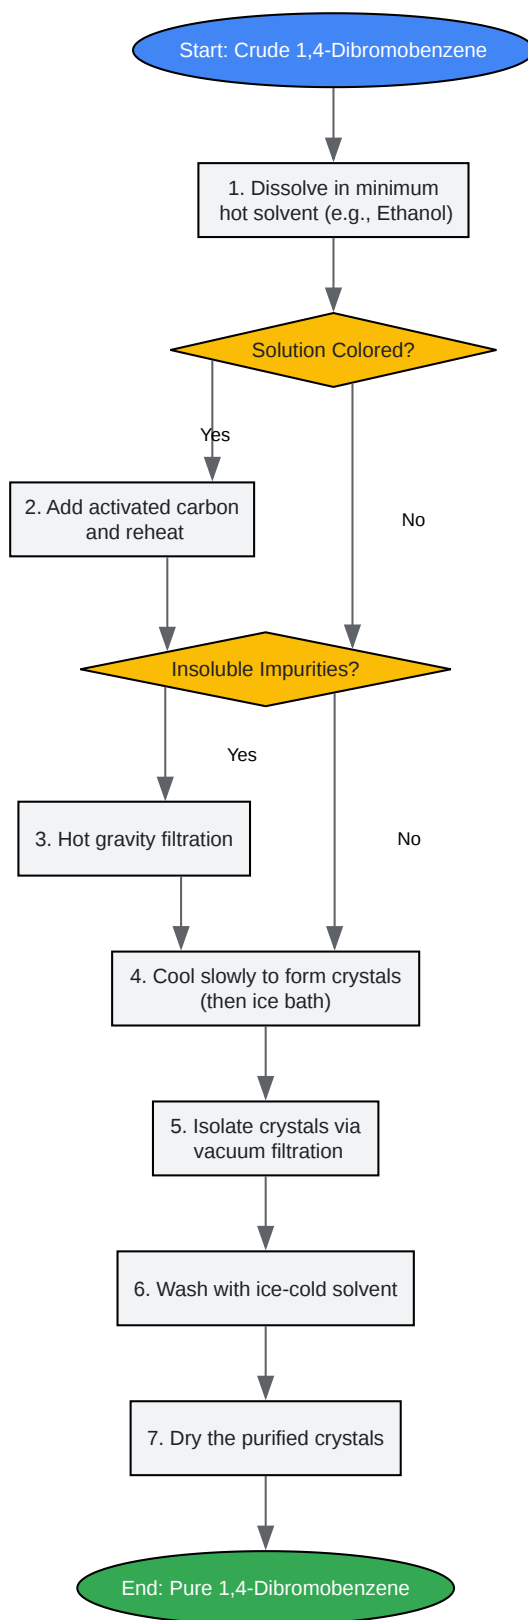 Start: Crude 1,4-Dibromobenzene
1. Dissolve in minimum
hot solvent (e.g., Ethanol)
Solution Colored?
Yes
2. Add activated carbon
and reheat
No
Insoluble Impurities?
Yes
3. Hot gravity filtration
No
4. Cool slowly to form crystals
(then ice bath)
5. Isolate crystals via
vacuum filtration
6. Wash with ice-cold solvent
7. Dry the purified crystals
End: Pure 1,4-Dibromobenzene